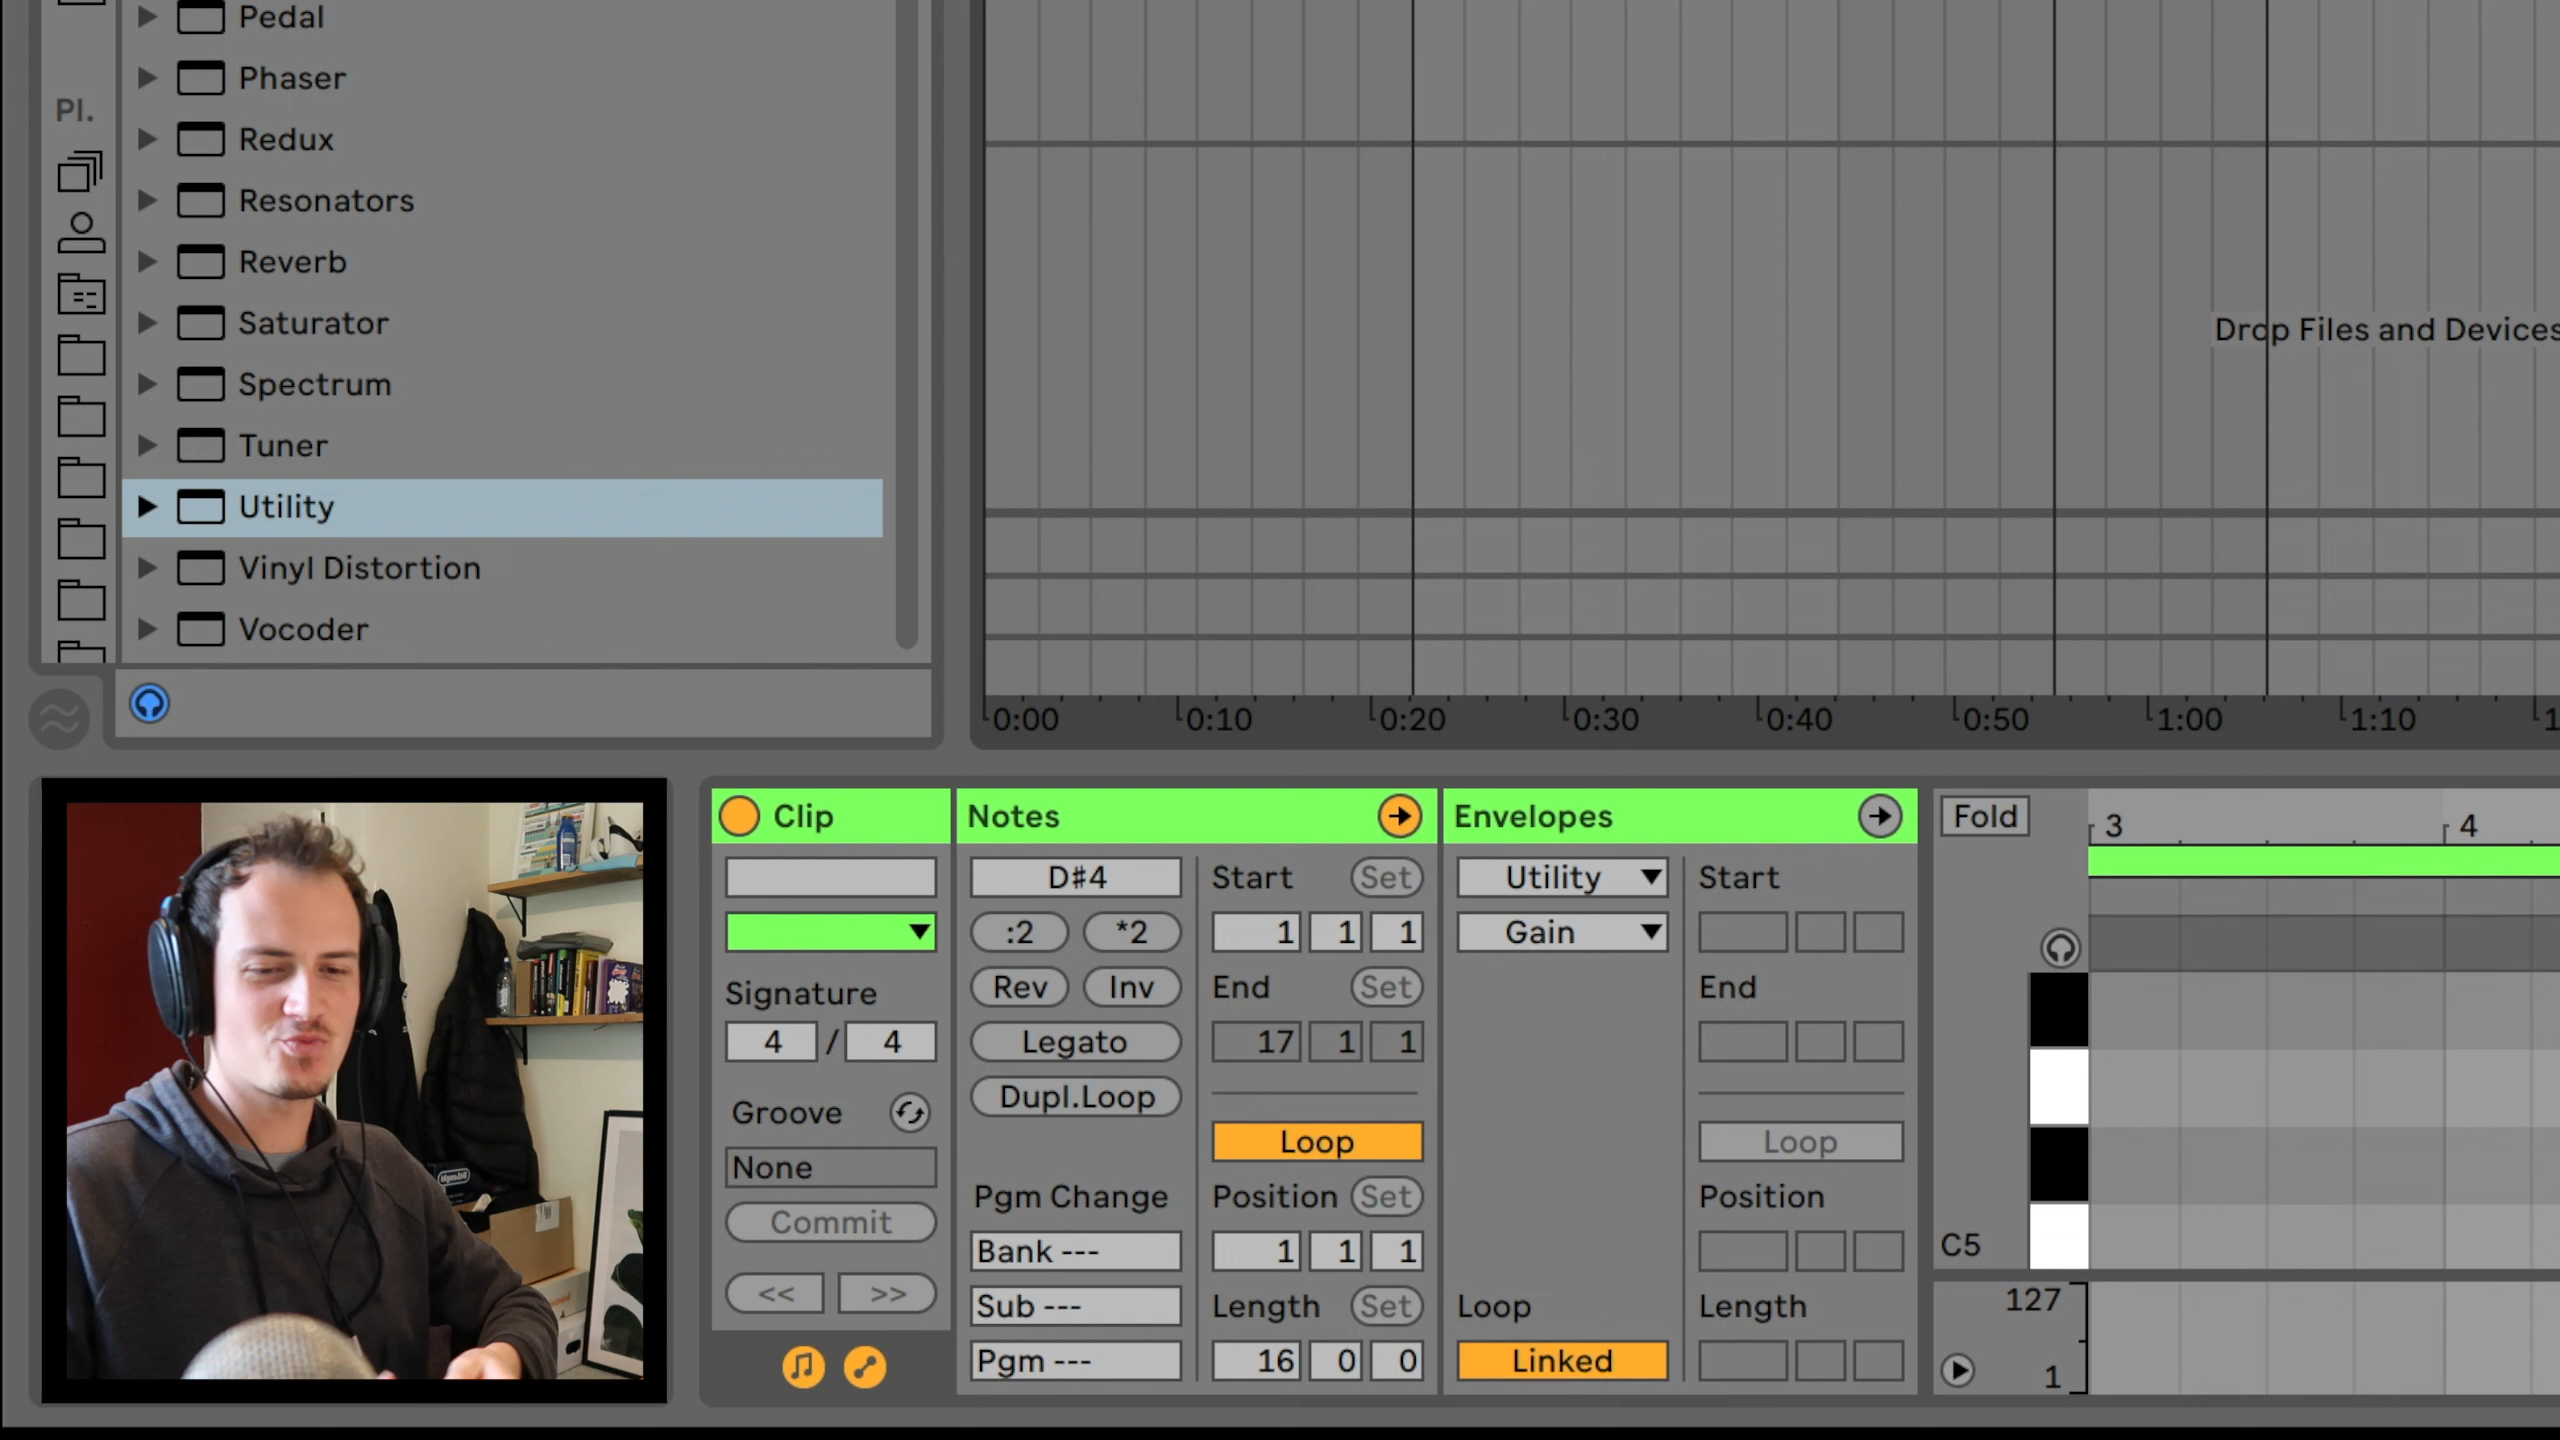 Pedal
Phaser
Pl.
Redux
Resonators
Reverb
Saturator
Spectrum
Tuner
Utility
Vinyl Distortion
Vocoder
Drop Files and Devices
0:00 0:10 0:20 0:30 0:40 0:50 1:00 1:10 1
Clip
Signature
4 / 4
Groove
None
Commit
<< >>
Notes
D#4
:2 *2
Rev Inv
Legato
Dupl.Loop
Pgm Change
Bank ---
Sub ---
Pgm ---
Start Set
1 1 1
End Set
17 1 1
Loop
Position Set
1 1 1
Length Set
16 0 0
Envelopes
Utility
Gain
Loop
Linked
Start
End
Loop
Position
Length
Fold
3 4
C5
127
1